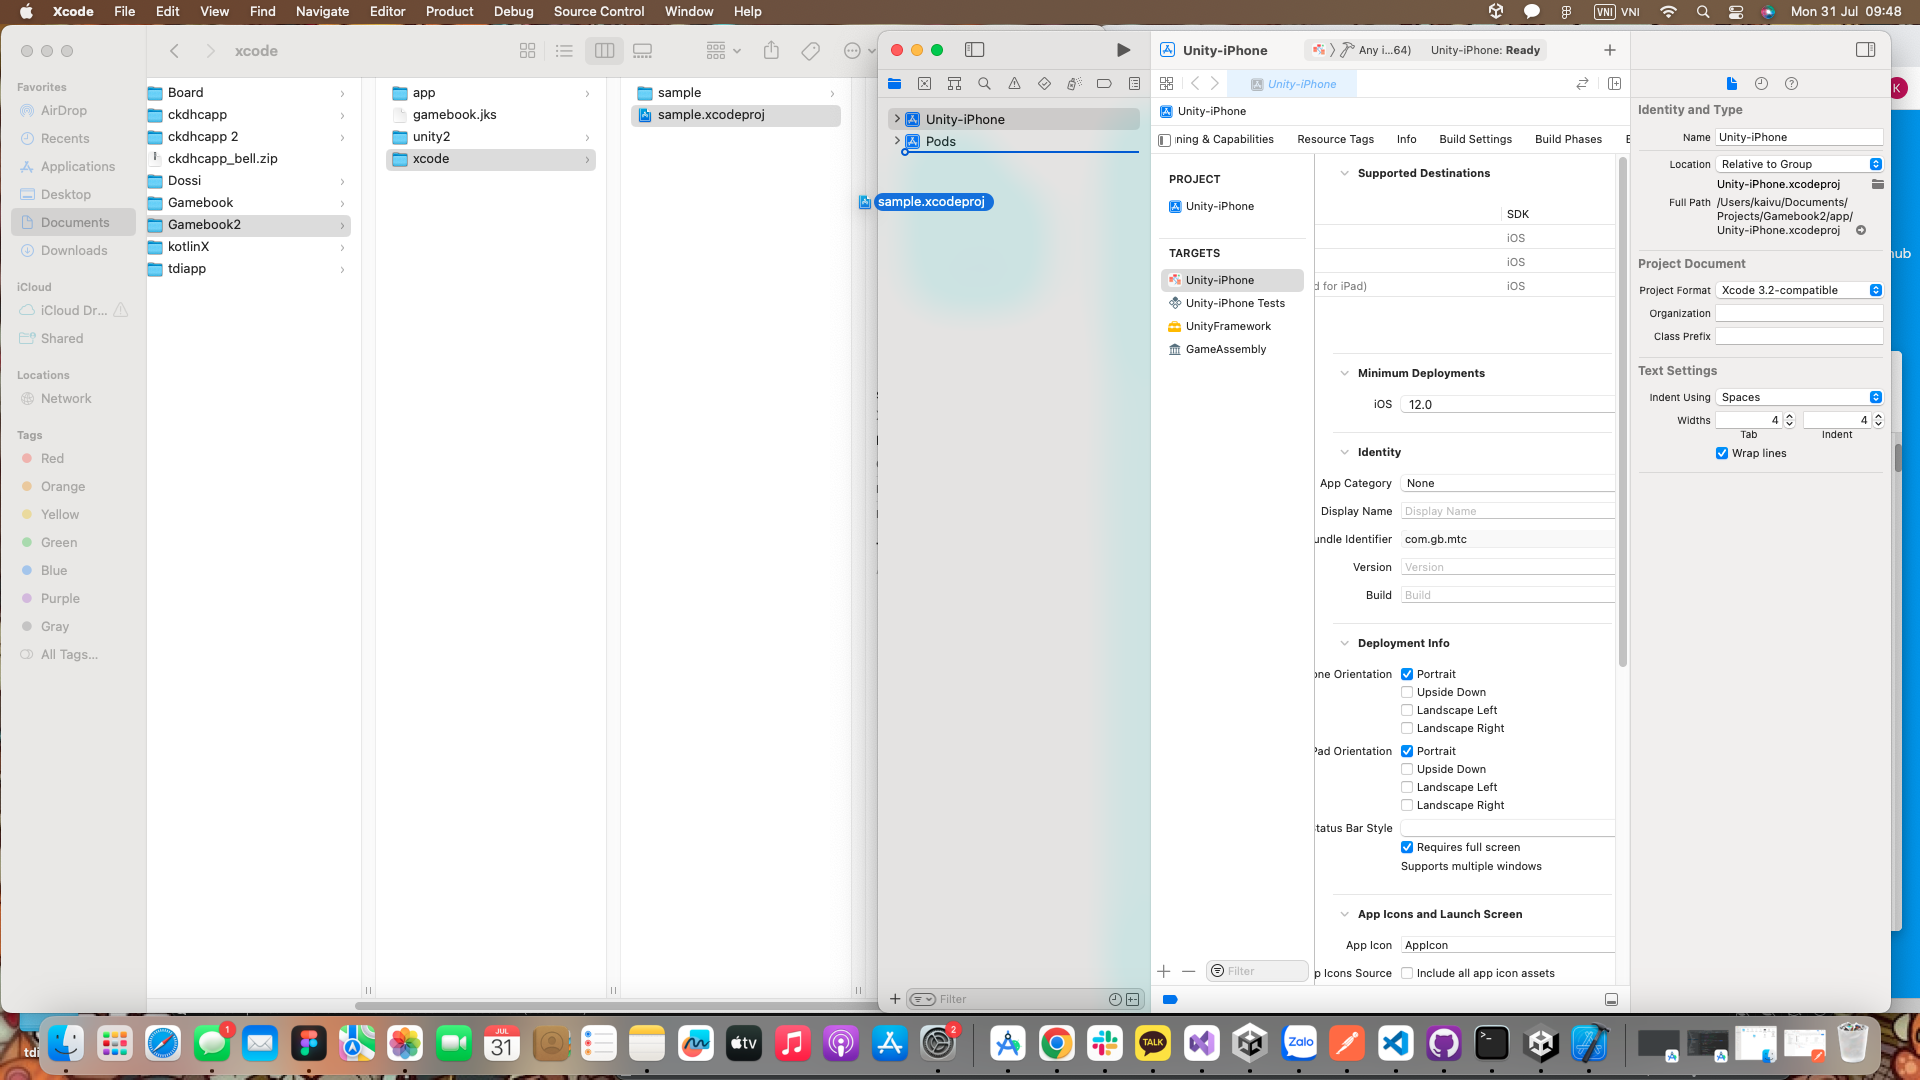 Xcode File Edit View Find Navigate Editor Product Debug Source Control Window Help
VNI VNI Mon 31 Jul 09:48
xcode
Favorites
AirDrop
Recents
Applications
Desktop
Documents
Downloads
iCloud
iCloud Dr...
Shared
Locations
Network
Tags
Red
Orange
Yellow
Green
Blue
Purple
Gray
All Tags...
Board
ckdhcapp
ckdhcapp 2
ckdhcapp_bell.zip
Dossi
Gamebook
Gamebook2
kotlinX
tdiapp
app
gamebook.jks
unity2
xcode
sample
sample.xcodeproj
Unity-iPhone
Pods
sample.xcodeproj
Filter
Unity-iPhone
Any i...64)
Unity-iPhone: Ready
Unity-iPhone
Unity-iPhone
ning & Capabilities Resource Tags Info Build Settings Build Phases
PROJECT
Unity-iPhone
TARGETS
Unity-iPhone
Unity-iPhone Tests
UnityFramework
GameAssembly
Filter
Supported Destinations
SDK
iOS
iOS
d for iPad) iOS
Minimum Deployments
iOS 12.0
Identity
App Category None
Display Name Display Name
undle Identifier com.gb.mtc
Version Version
Build Build
Deployment Info
one Orientation Portrait
Upside Down
Landscape Left
Landscape Right
Pad Orientation Portrait
Upside Down
Landscape Left
Landscape Right
tatus Bar Style
Requires full screen
Supports multiple windows
App Icons and Launch Screen
App Icon AppIcon
p Icons Source Include all app icon assets
Identity and Type
Name Unity-iPhone
Location Relative to Group
Unity-iPhone.xcodeproj
Full Path /Users/kaivu/Documents/
Projects/Gamebook2/app/
Unity-iPhone.xcodeproj
Project Document
Project Format Xcode 3.2-compatible
Organization
Class Prefix
Text Settings
Indent Using Spaces
Widths 4 4
Tab Indent
Wrap lines
K
hub
tdi
1
JUL
31
tv
2
TALK
Zalo